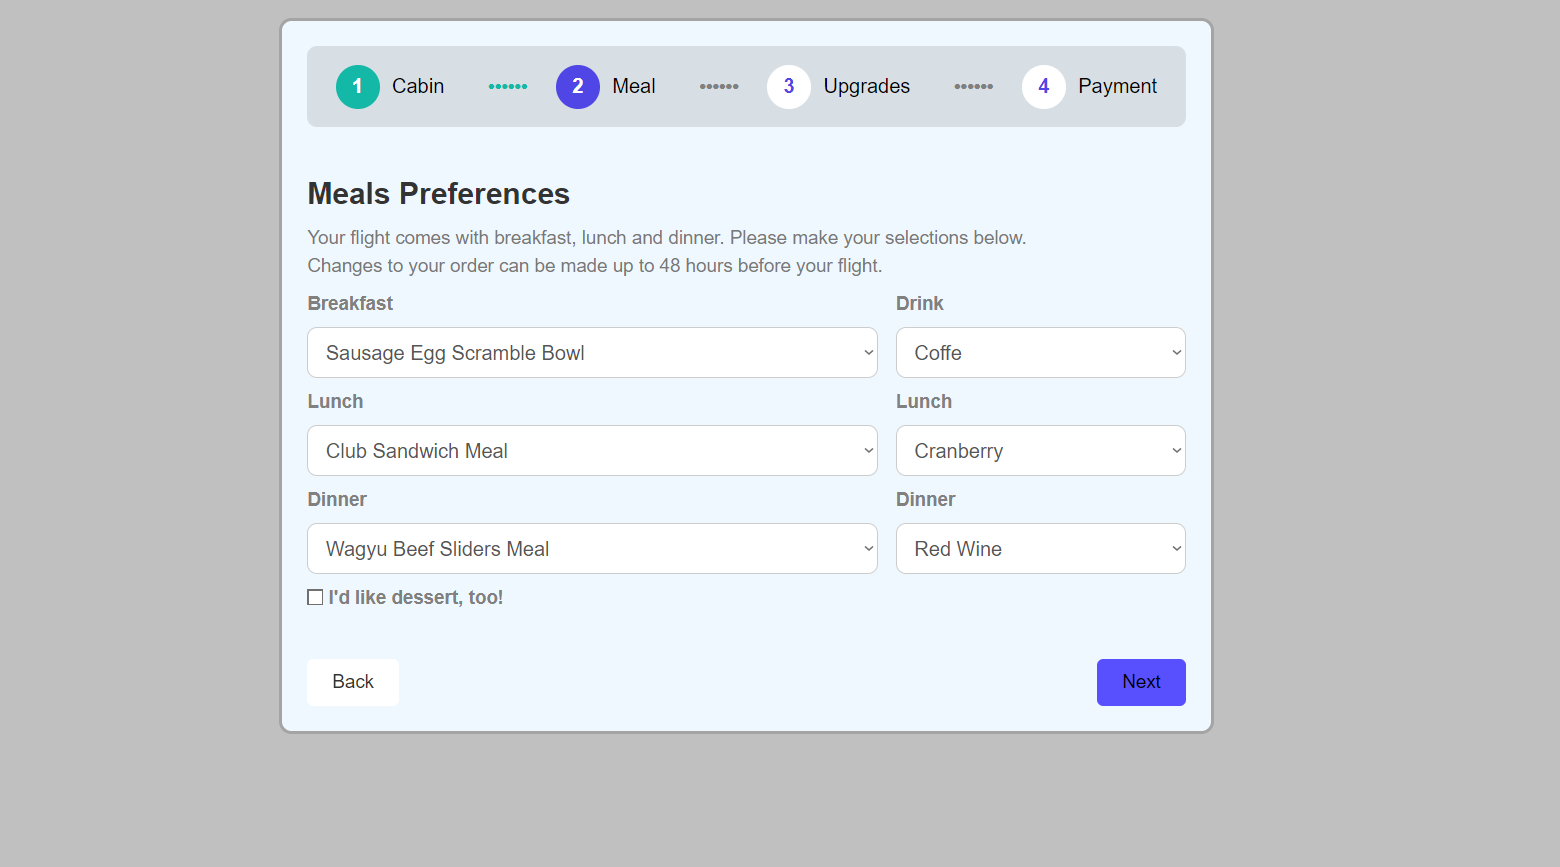 1 Cabin 2 Meal 3 Upgrades 4 Payment
Meals Preferences
Your flight comes with breakfast, lunch and dinner. Please make your selections below.
Changes to your order can be made up to 48 hours before your flight.
Breakfast Drink
Sausage Egg Scramble Bowl Coffe
Lunch Lunch
Club Sandwich Meal Cranberry
Dinner Dinner
Wagyu Beef Sliders Meal Red Wine
I'd like dessert, too!
Back Next